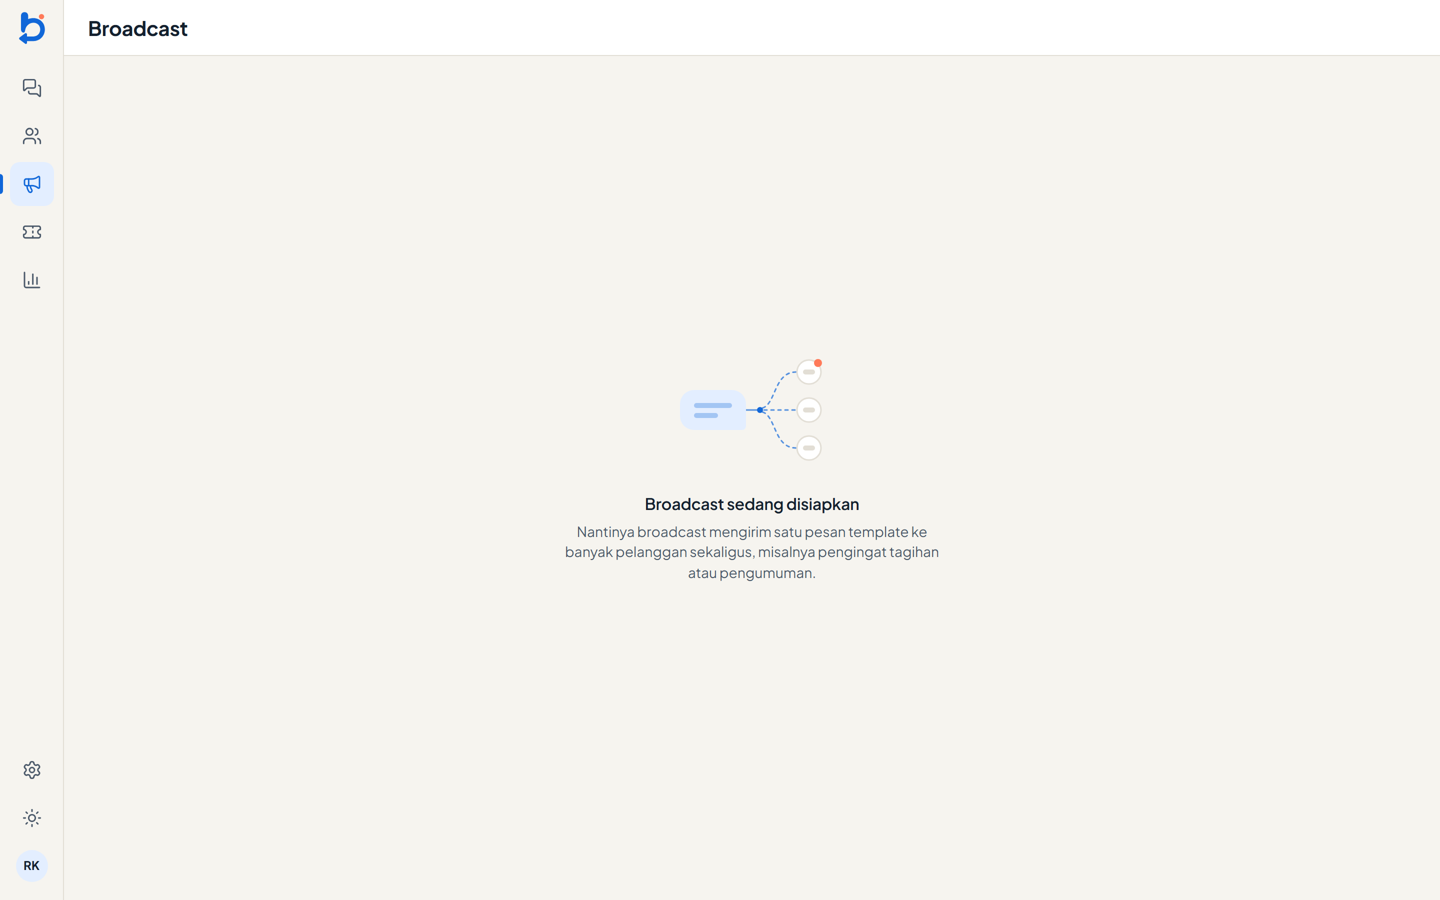 Broadcast
Broadcast sedang disiapkan
Nantinya broadcast mengirim satu pesan template ke
banyak pelanggan sekaligus, misalnya pengingat tagihan
atau pengumuman.
RK